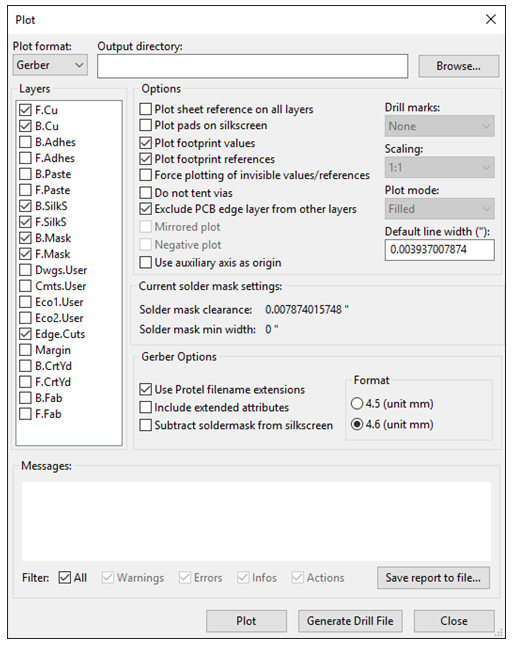 Plot
Plot format:
Output directory:
Gerber
Browse...
Layers
F.Cu
B.Cu
B.Adhes
F.Adhes
B.Paste
F.Paste
B.SilkS
F.SilkS
B.Mask
F.Mask
Dwgs.User
Cmts.User
Eco1.User
Eco2.User
Edge.Cuts
Margin
B.CrtYd
F.CrtYd
B.Fab
F.Fab
Options
Plot sheet reference on all layers
Plot pads on silkscreen
Plot footprint values
Plot footprint references
Force plotting of invisible values/references
Do not tent vias
Exclude PCB edge layer from other layers
Mirrored plot
Negative plot
Use auxiliary axis as origin
Drill marks:
None
Scaling:
1:1
Plot mode:
Filled
Default line width ("):
0.003937007874
Current solder mask settings:
Solder mask clearance: 0.007874015748 "
Solder mask min width: 0 "
Gerber Options
Use Protel filename extensions
Include extended attributes
Subtract soldermask from silkscreen
Format
4.5 (unit mm)
4.6 (unit mm)
Messages:
Filter: All Warnings Errors Infos Actions
Save report to file...
Plot
Generate Drill File
Close